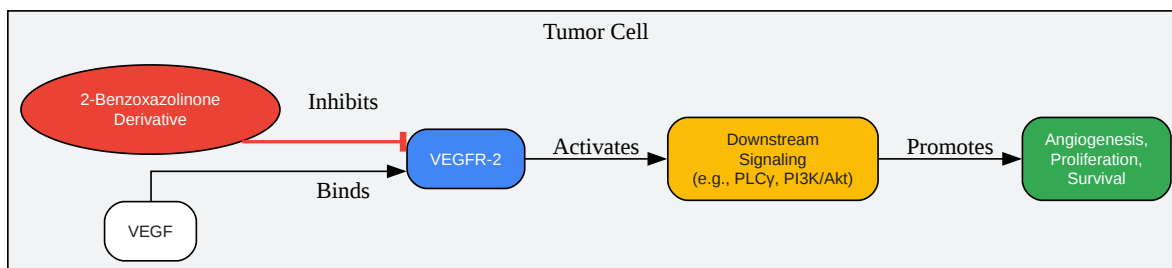 Tumor Cell
2-Benzoxazolinone
Derivative
Inhibits
VEGFR-2
Activates
Downstream
Signaling
(e.g., PLCγ, PI3K/Akt)
Promotes
Angiogenesis,
Proliferation,
Survival
Binds
VEGF